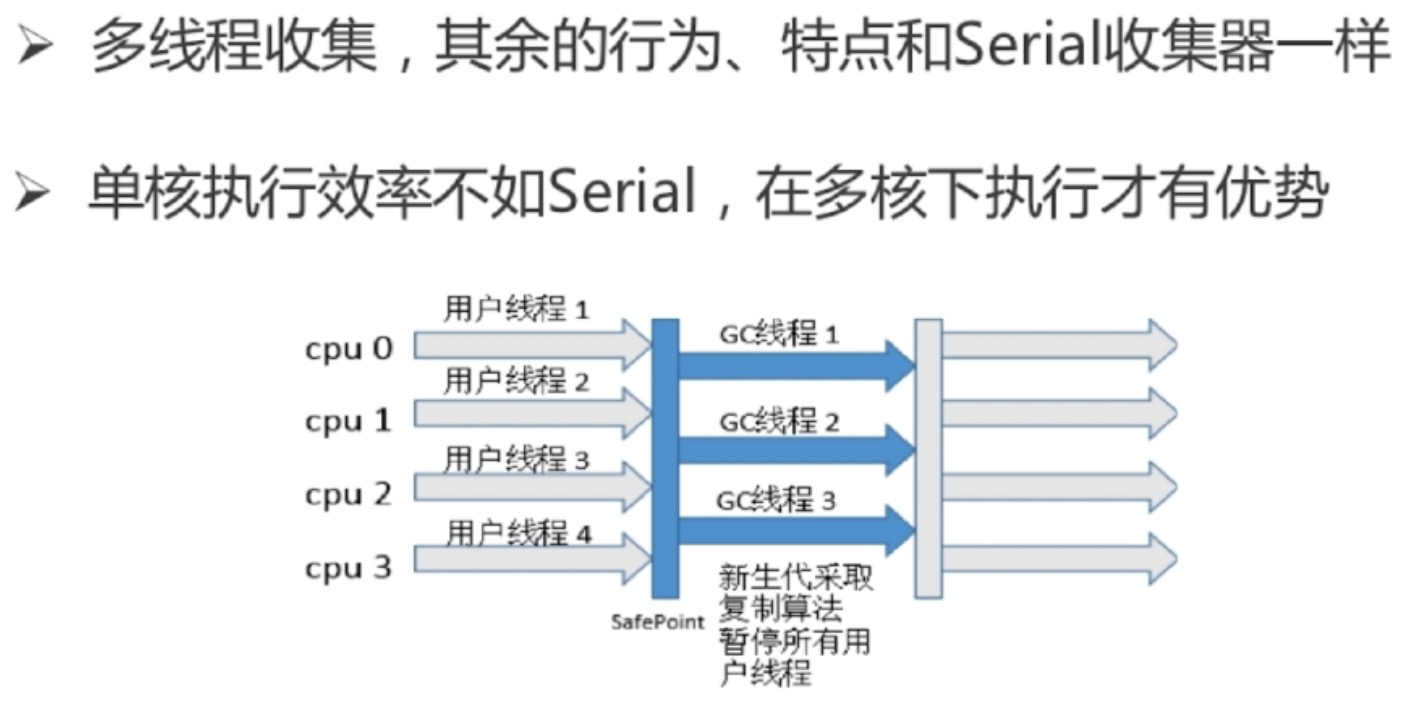 多线程收集，其余的行为、特点和Serial收集器一样
单核执行效率不如Serial，在多核下执行才有优势
用户线程 1
cpu 0
GC线程 1
用户线程 2
cpu 1
GC线程 2
用户线程 3
cpu 2
GC线程 3
用户线程 4
cpu 3
新生代采取
复制算法
SafePoint
暂停所有用
户线程